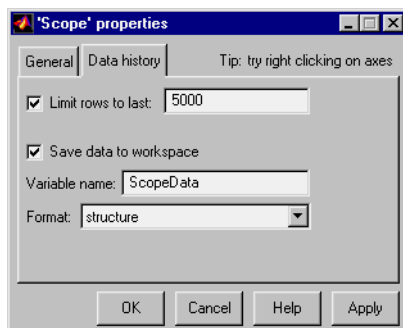 'Scope' properties
General Data history Tip: try right clicking on axes
Limit rows to last: 5000
Save data to workspace
Variable name: ScopeData
Format: structure
OK Cancel Help Apply